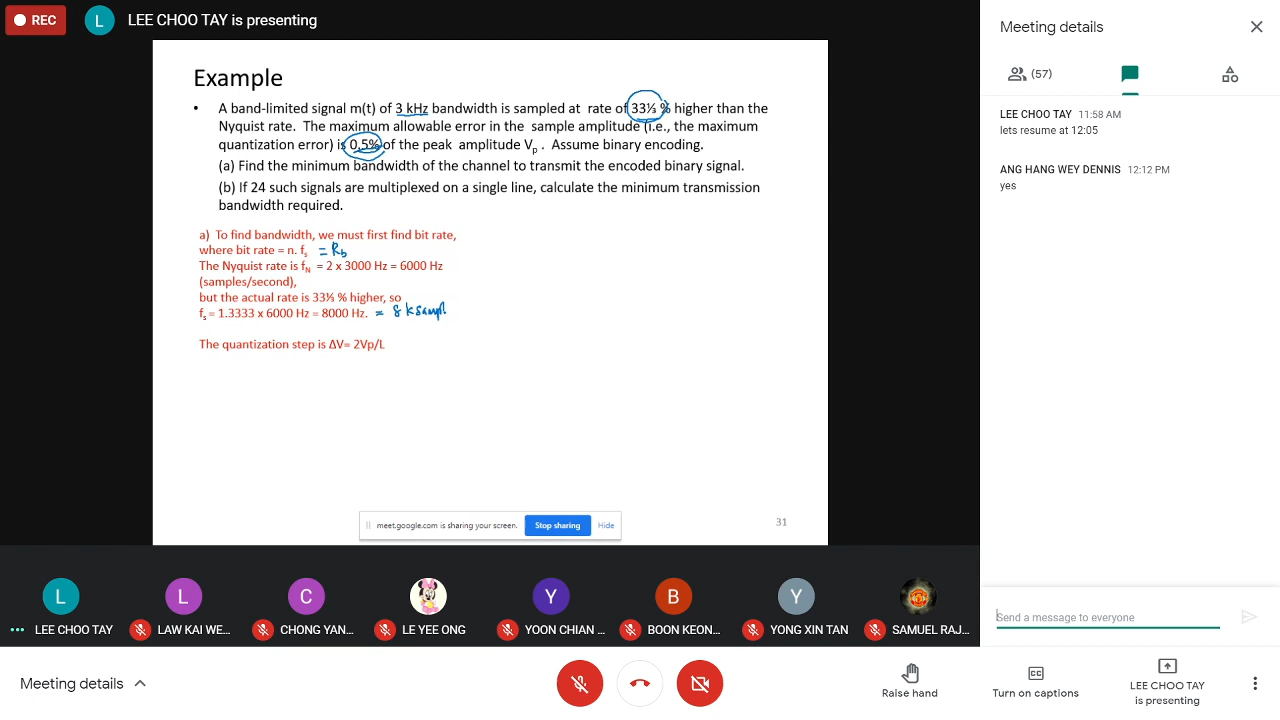 REC
L
LEE CHOO TAY is presenting
Example
• A band-limited signal m(t) of 3 kHz bandwidth is sampled at rate of 33⅓ % higher than the
Nyquist rate. The maximum allowable error in the sample amplitude (i.e., the maximum
quantization error) is 0.5% of the peak amplitude Vp . Assume binary encoding.
(a) Find the minimum bandwidth of the channel to transmit the encoded binary signal.
(b) If 24 such signals are multiplexed on a single line, calculate the minimum transmission
bandwidth required.
a) To find bandwidth, we must first find bit rate,
where bit rate = n. fs = Rb
The Nyquist rate is fN = 2 x 3000 Hz = 6000 Hz
(samples/second),
but the actual rate is 33⅓ % higher, so
fs = 1.3333 x 6000 Hz = 8000 Hz. = 8 ksampl
The quantization step is ΔV= 2Vp/L
meet.google.com is sharing your screen. Stop sharing Hide
31
L L C Y B Y
LEE CHOO TAY LAW KAI WE... CHONG YAN... LE YEE ONG YOON CHIAN ... BOON KEON... YONG XIN TAN SAMUEL RAJ...
Meeting details
Raise hand
Turn on captions
LEE CHOO TAY
is presenting
Meeting details
(57)
LEE CHOO TAY 11:58 AM
lets resume at 12:05
ANG HANG WEY DENNIS 12:12 PM
yes
Send a message to everyone